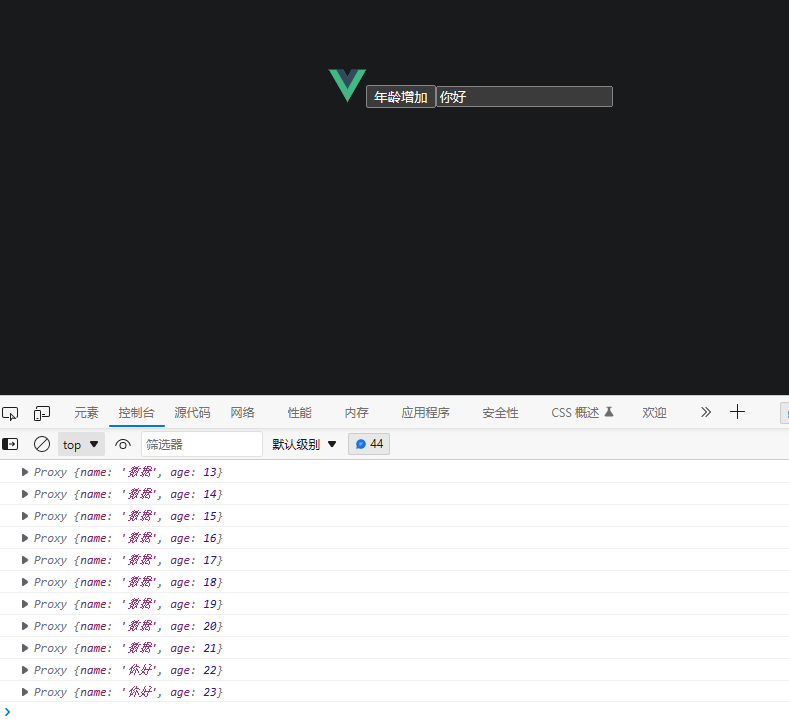 年龄增加 你好
元素 控制台 源代码 网络 性能 内存 应用程序 安全性 CSS 概述 欢迎
top 筛选器 默认级别 44
Proxy {name: '数据', age: 13}
Proxy {name: '数据', age: 14}
Proxy {name: '数据', age: 15}
Proxy {name: '数据', age: 16}
Proxy {name: '数据', age: 17}
Proxy {name: '数据', age: 18}
Proxy {name: '数据', age: 19}
Proxy {name: '数据', age: 20}
Proxy {name: '数据', age: 21}
Proxy {name: '你好', age: 22}
Proxy {name: '你好', age: 23}